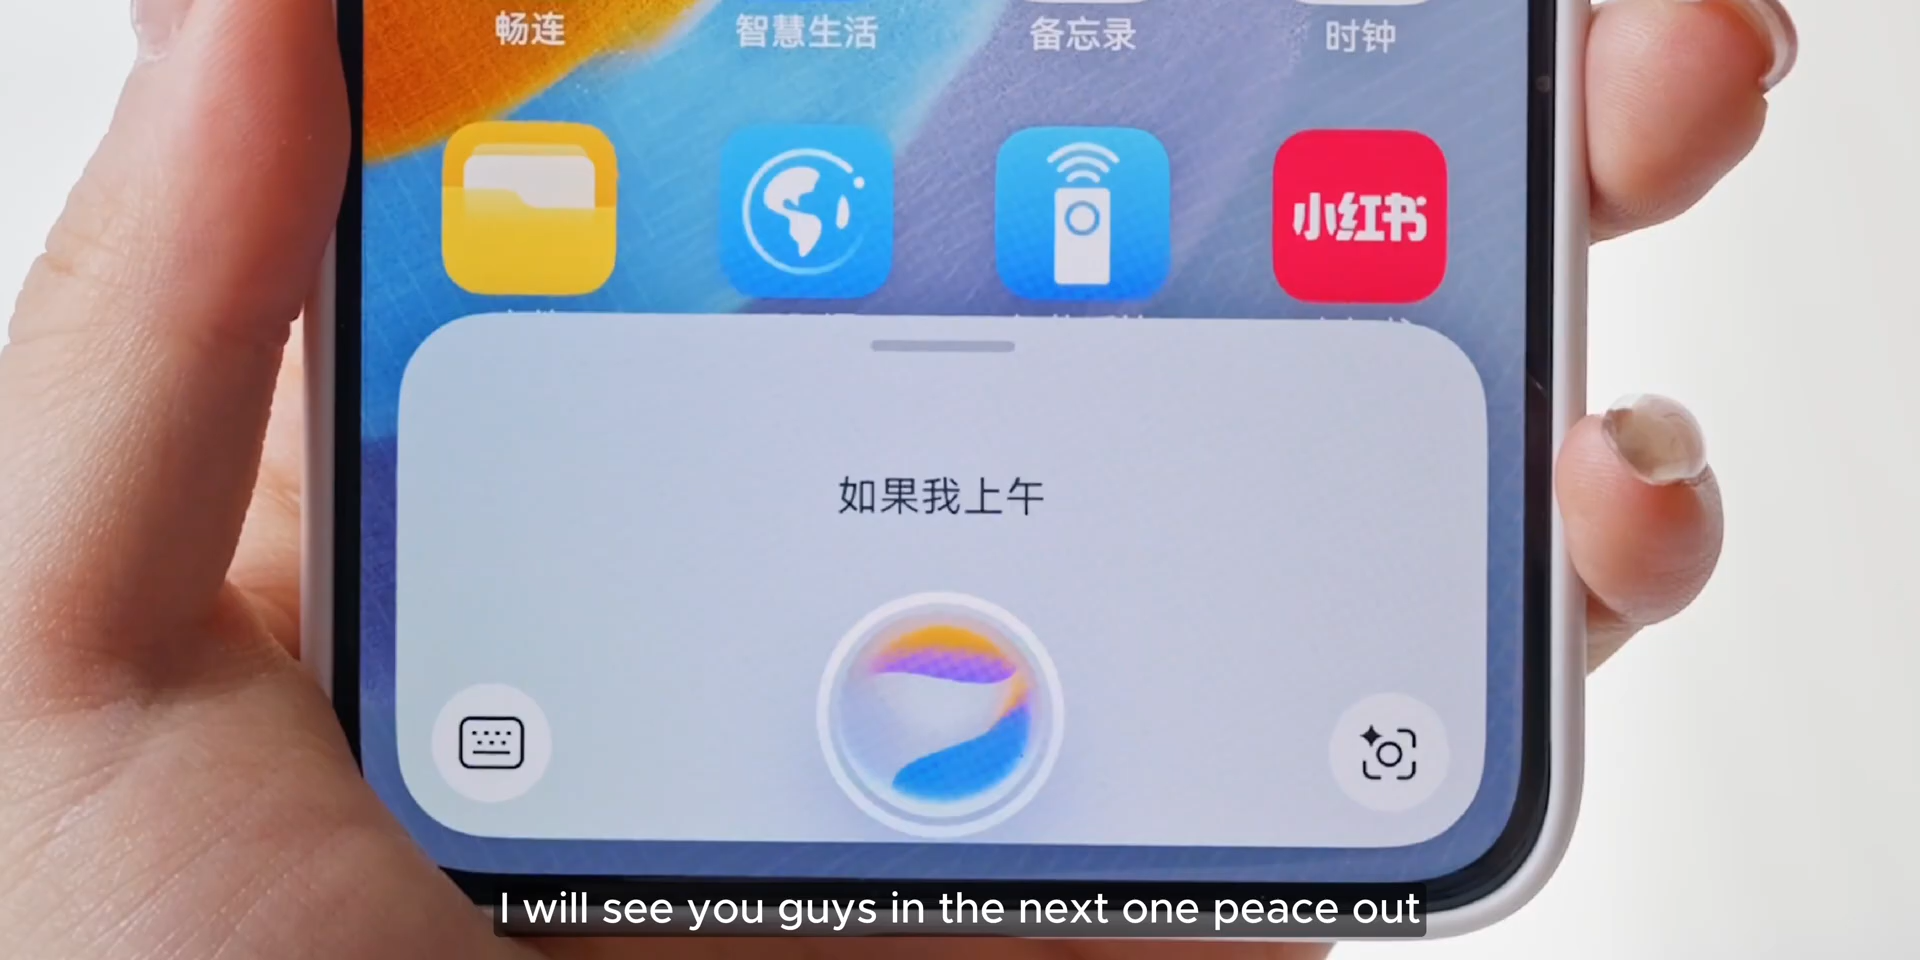 畅连
智慧生活
备忘录
时钟
小红书
如果我上午
I will see you guys in the next one peace out